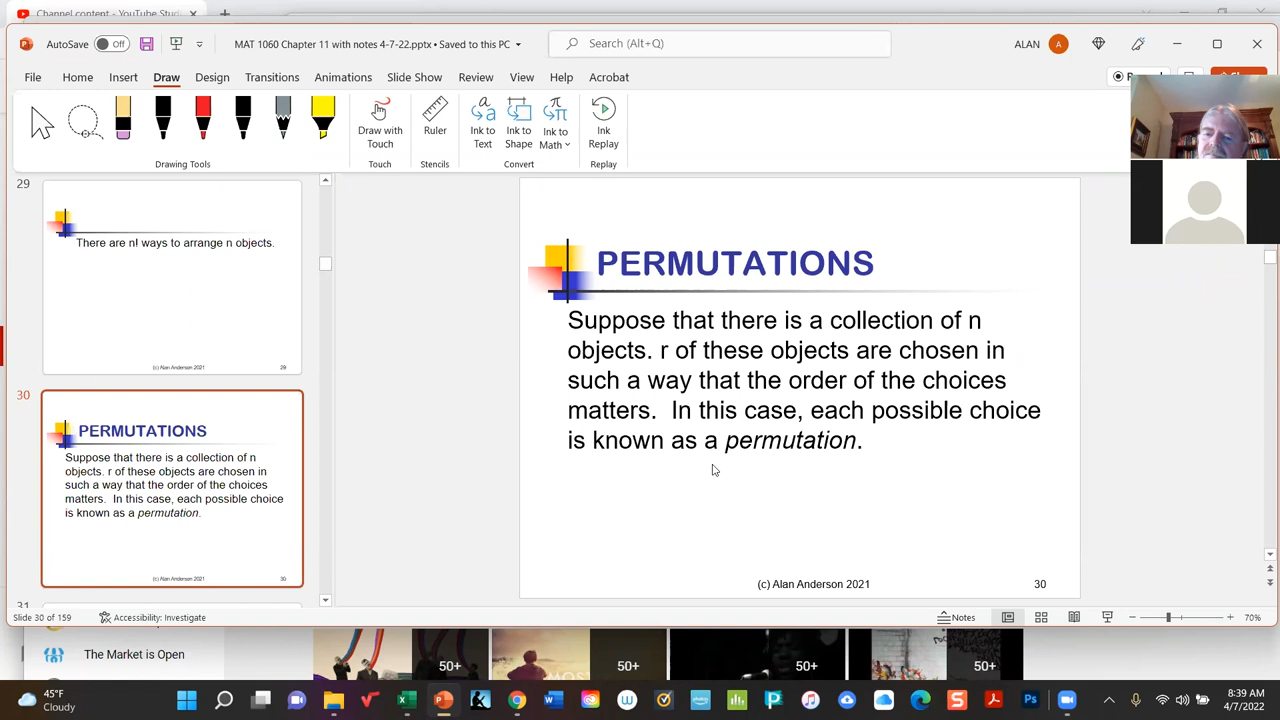 Channel content - YouTube Studio
AutoSave
Off
MAT 1060 Chapter 11 with notes 4-7-22.pptx • Saved to this PC
Search (Alt+Q)
ALAN
A
File
Home
Insert
Draw
Design
Transitions
Animations
Slide Show
Review
View
Help
Acrobat
Draw with
Touch
Ruler
Ink to
Text
Ink to
Shape
Ink to
Math
Ink
Replay
Drawing Tools
Touch
Stencils
Convert
Replay
29
There are n! ways to arrange n objects.
(c) Alan Anderson 2021
29
30
PERMUTATIONS
Suppose that there is a collection of n
objects. r of these objects are chosen in
such a way that the order of the choices
matters.  In this case, each possible choice
is known as a permutation.
(c) Alan Anderson 2021
30
31
PERMUTATIONS
Suppose that there is a collection of n
objects. r of these objects are chosen in
such a way that the order of the choices
matters.  In this case, each possible choice
is known as a permutation.
(c) Alan Anderson 2021
30
Slide 30 of 159
Accessibility: Investigate
Notes
70%
The Market is Open
50+
50+
50+
50+
45°F
Cloudy
8:39 AM
4/7/2022